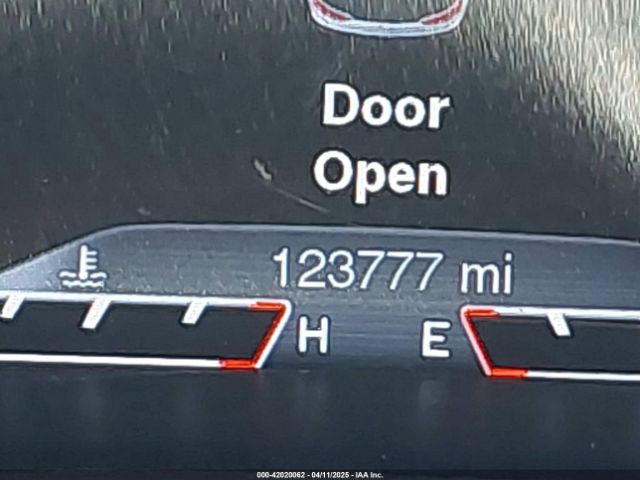 Door
Open
123777 mi
H E
000-42020062 - 04/11/2025 - IAA Inc.